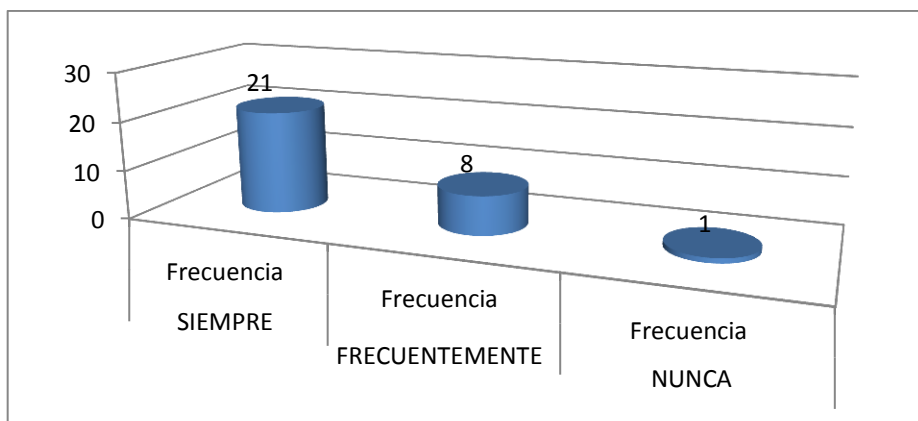 30
20
10
0
21
8
1
Frecuencia
SIEMPRE
Frecuencia
FRECUENTEMENTE
Frecuencia
NUNCA